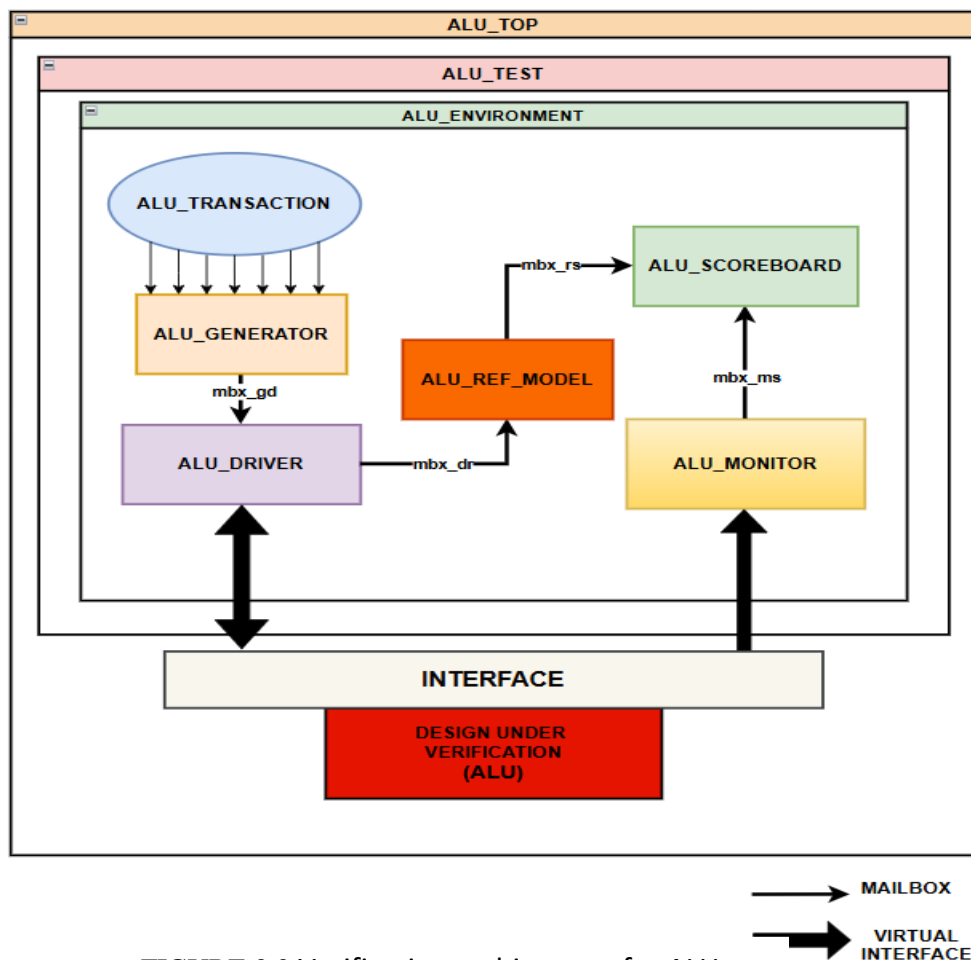 ALU_TOP
ALU_TEST
ALU_ENVIRONMENT
ALU_TRANSACTION
ALU_SCOREBOARD
mbx_rs
ALU_GENERATOR
ALU_REF_MODEL
mbx_gd
mbx_ms
ALU_DRIVER
mbx_dr
ALU_MONITOR
INTERFACE
DESIGN UNDER
VERIFICATION
(ALU)
MAILBOX
VIRTUAL
INTERFACE